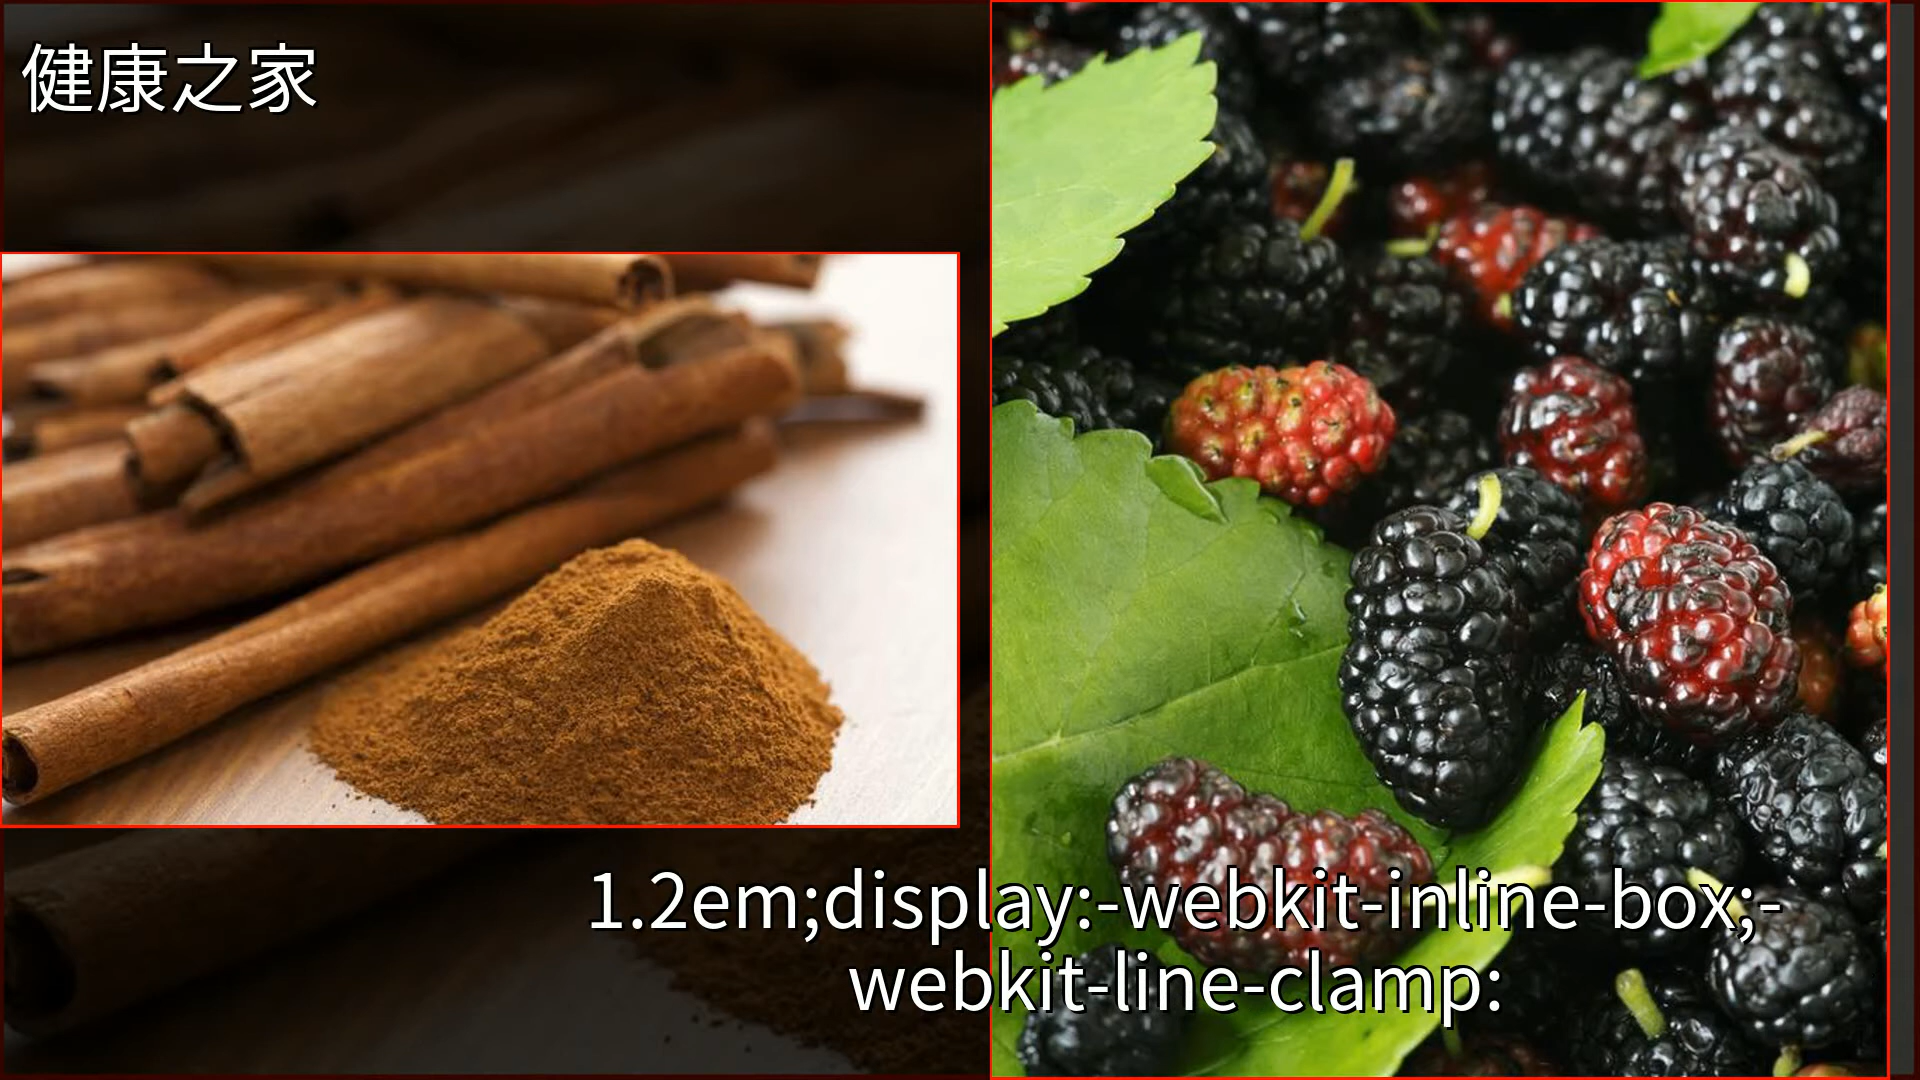 健康之家
1.2em;display:-webkit-inline-box;-
webkit-line-clamp: